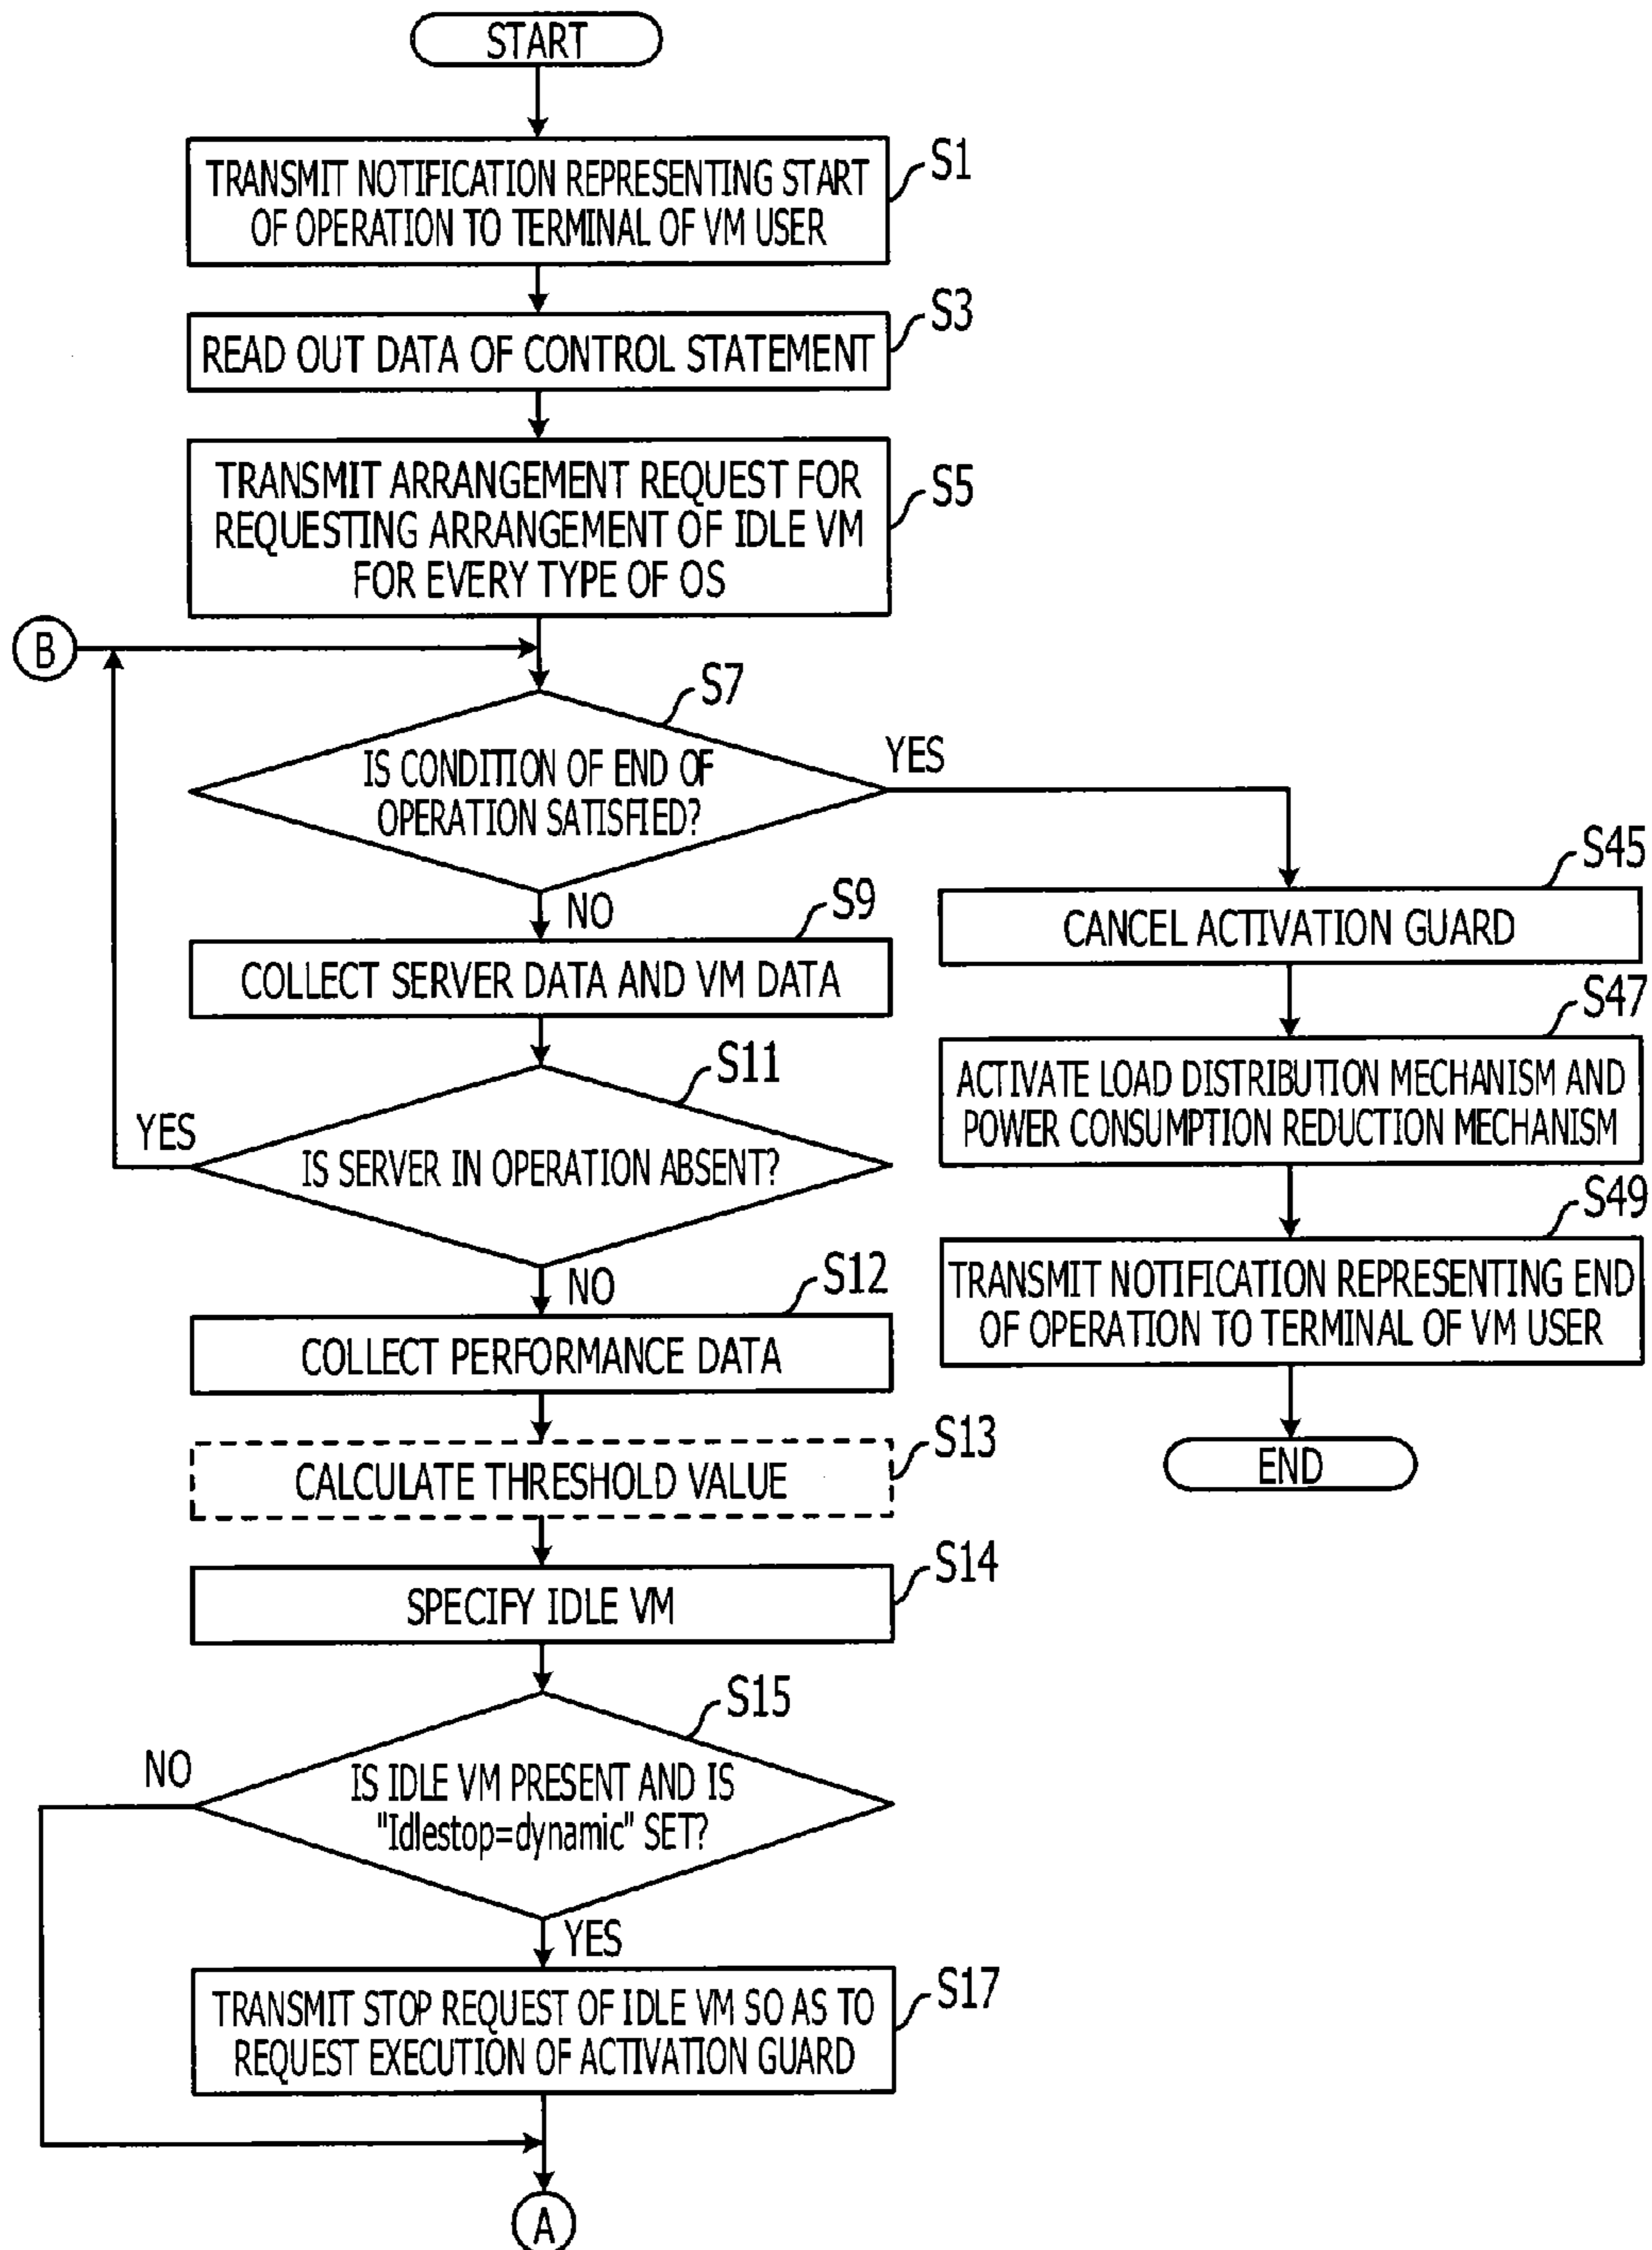 START
S1
TRANSMIT NOTIFICATION REPRESENTING START
OF OPERATION TO TERMINAL OF VM USER
S3
READ OUT DATA OF CONTROL STATEMENT
S5
TRANSMIT ARRANGEMENT REQUEST FOR
REQUESTING ARRANGEMENT OF IDLE VM
FOR EVERY TYPE OF OS
B
S7
IS CONDITION OF END OF
OPERATION SATISFIED?
YES
NO
S9
COLLECT SERVER DATA AND VM DATA
S11
YES
IS SERVER IN OPERATION ABSENT?
NO
S12
COLLECT PERFORMANCE DATA
S13
CALCULATE THRESHOLD VALUE
S14
SPECIFY IDLE VM
S15
NO
IS IDLE VM PRESENT AND IS
"Idlestop=dynamic" SET?
YES
S17
TRANSMIT STOP REQUEST OF IDLE VM SO AS TO
REQUEST EXECUTION OF ACTIVATION GUARD
A
S45
CANCEL ACTIVATION GUARD
S47
ACTIVATE LOAD DISTRIBUTION MECHANISM AND
POWER CONSUMPTION REDUCTION MECHANISM
S49
TRANSMIT NOTIFICATION REPRESENTING END
OF OPERATION TO TERMINAL OF VM USER
END